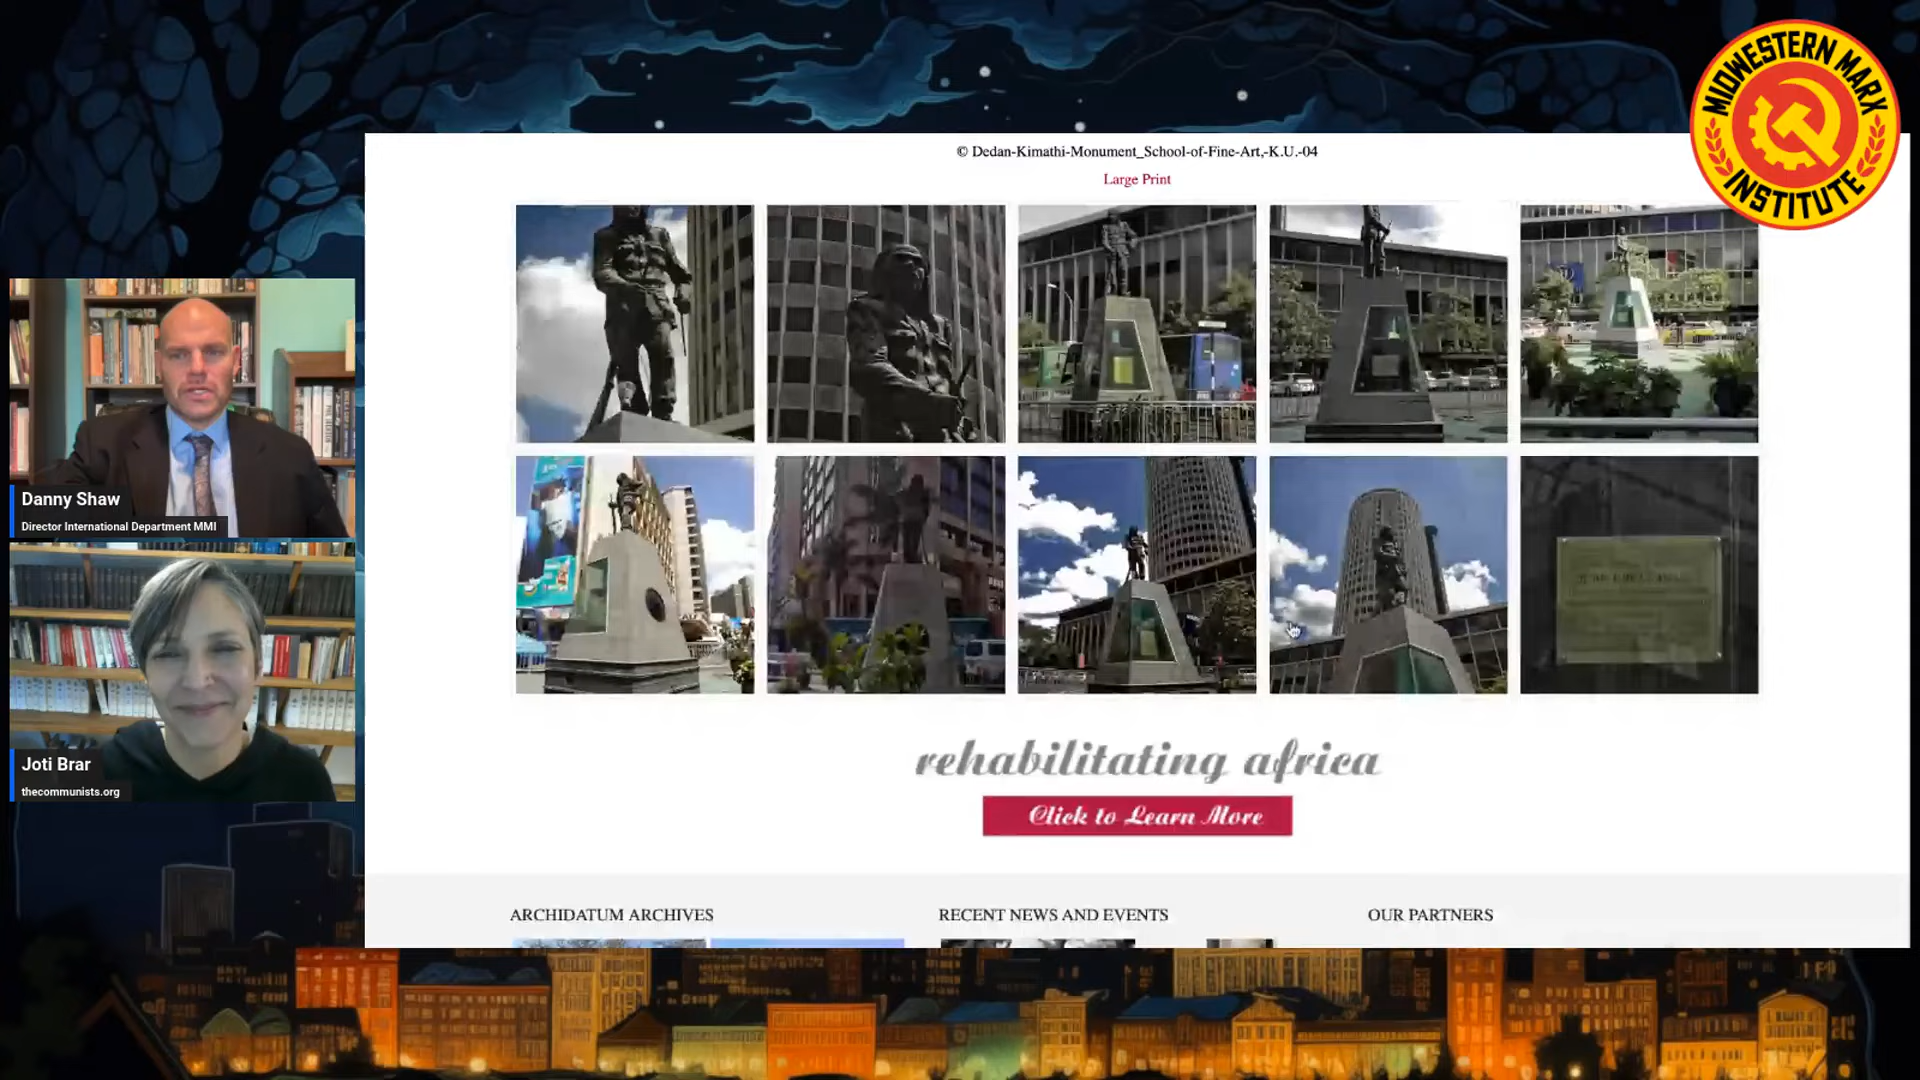 MIDWESTERN MARX
INSTITUTE
© Dedan-Kimathi-Monument_School-of-Fine-Art,-K.U.-04
Large Print
Danny Shaw
Director International Department MMI
Joti Brar
thecommunists.org
rehabilitating africa
Click to Learn More
ARCHIDATUM ARCHIVES
RECENT NEWS AND EVENTS
OUR PARTNERS